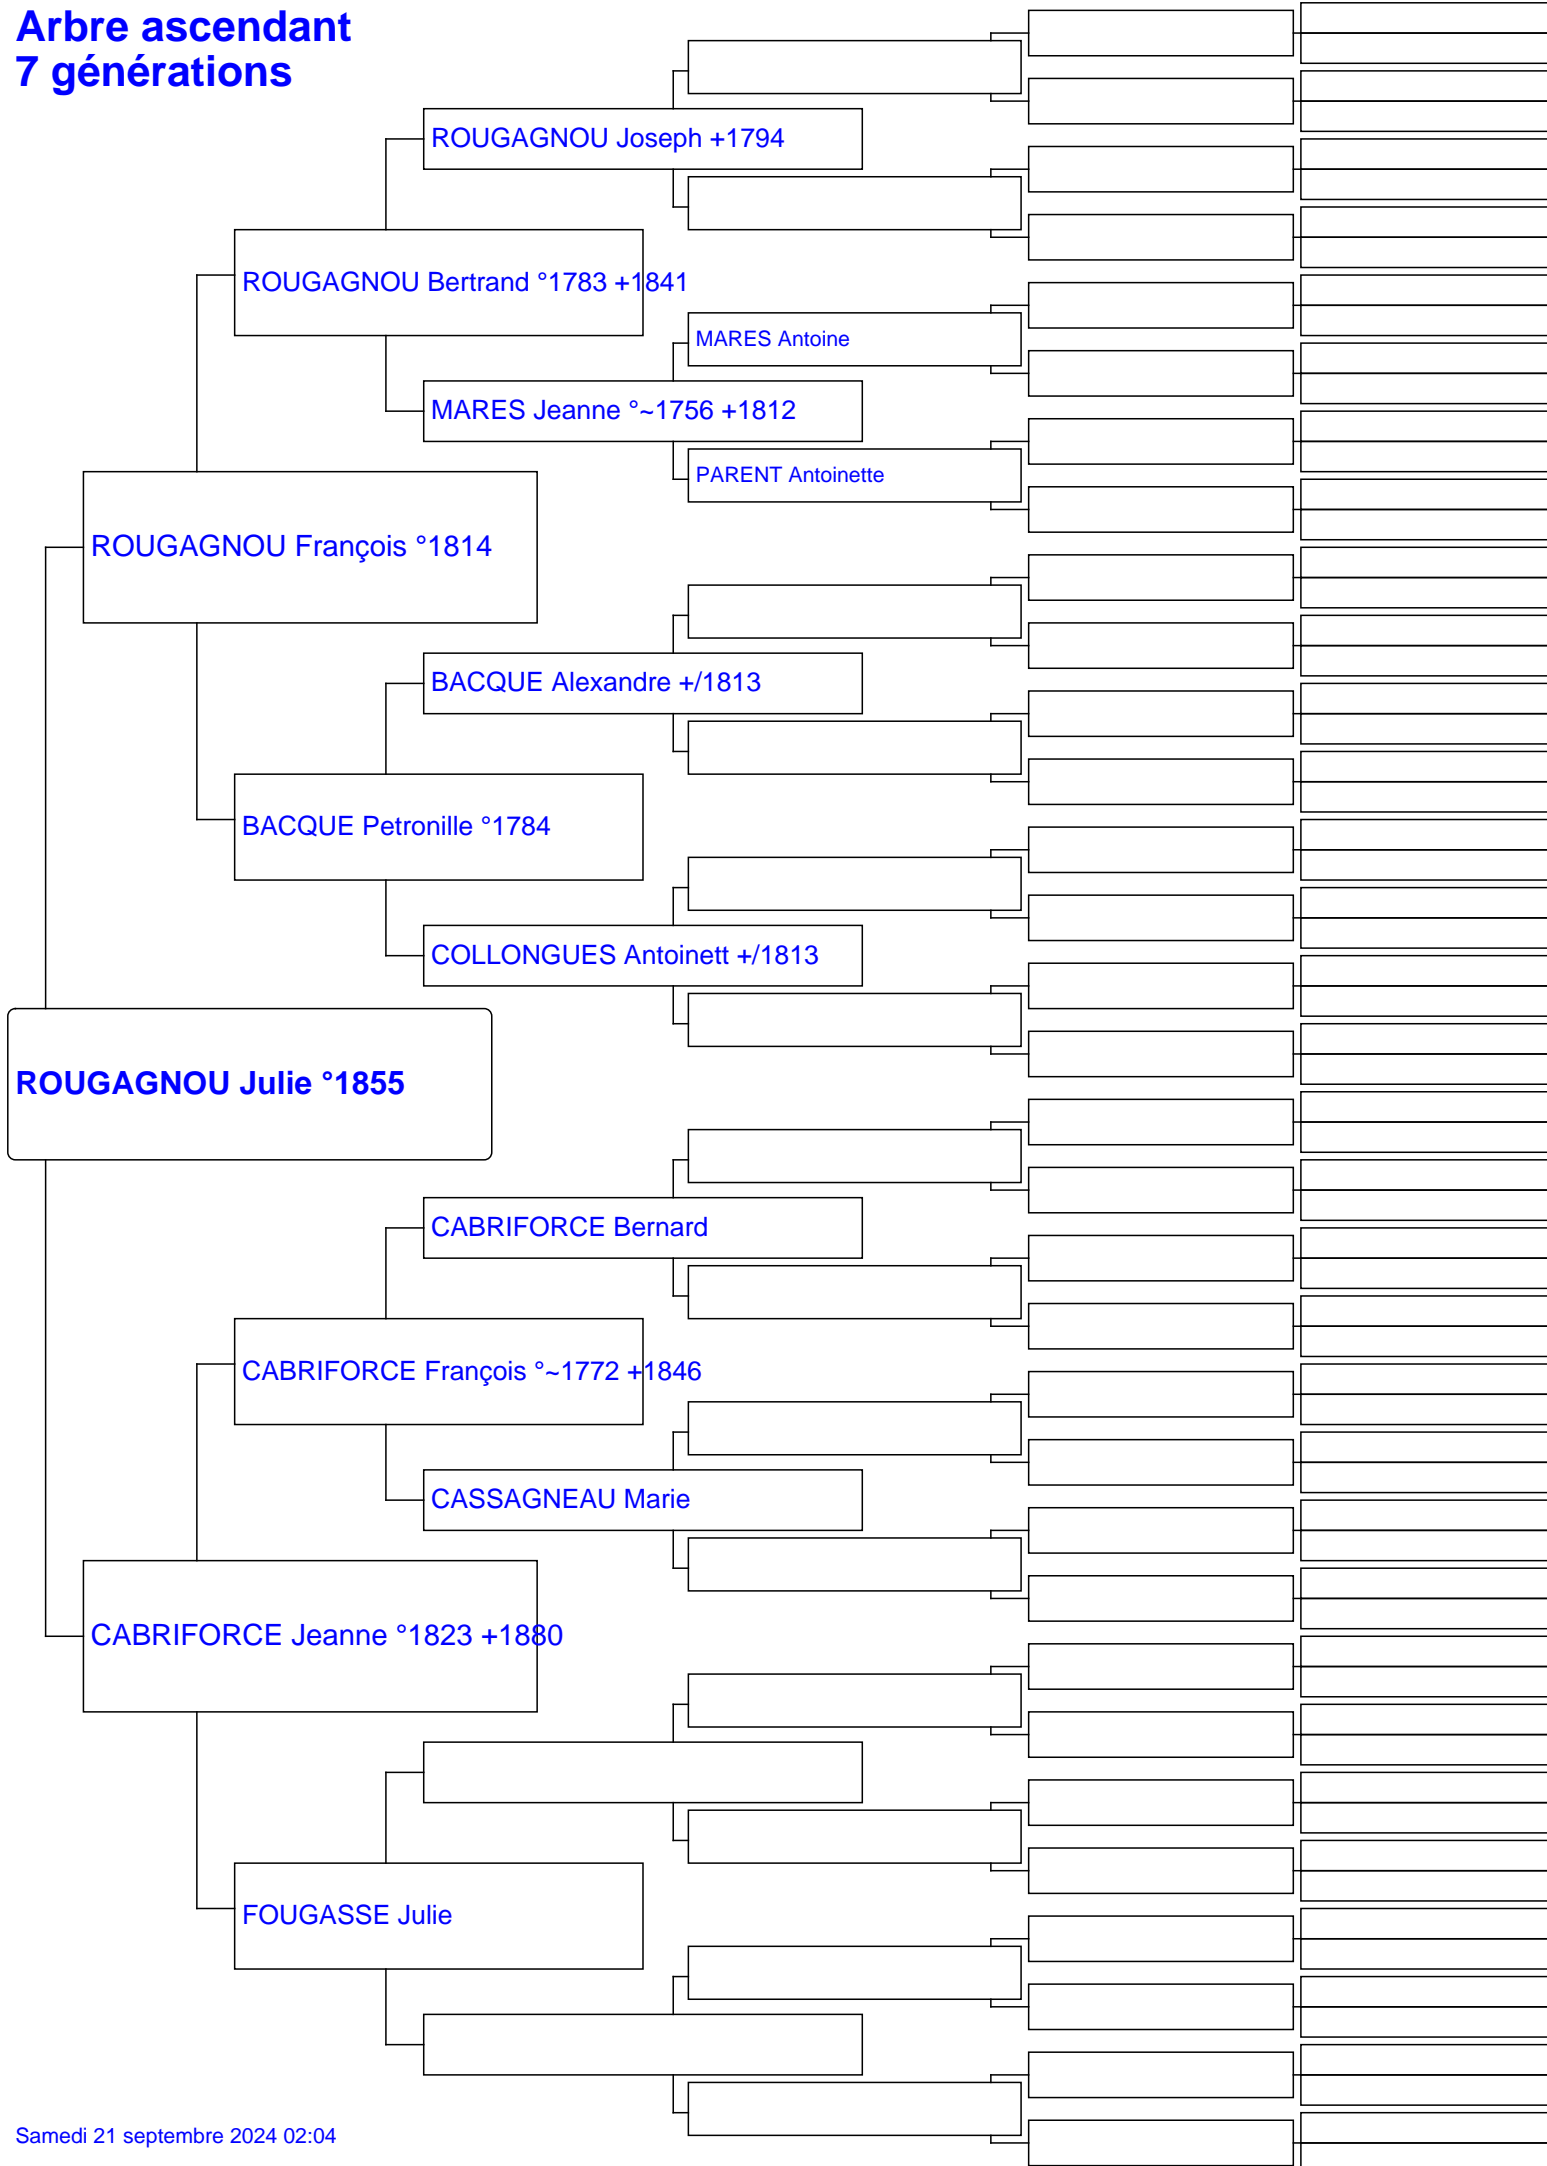 Arbre ascendant
7 générations
ROUGAGNOU Joseph +1794
ROUGAGNOU Bertrand °1783 +1841
MARES Antoine
MARES Jeanne °~1756 +1812
PARENT Antoinette
ROUGAGNOU François °1814
BACQUE Alexandre +/1813
BACQUE Petronille °1784
COLLONGUES Antoinett +/1813
ROUGAGNOU Julie °1855
CABRIFORCE Bernard
CABRIFORCE François °~1772 +1846
CASSAGNEAU Marie
CABRIFORCE Jeanne °1823 +1880
FOUGASSE Julie
Samedi 21 septembre 2024 02:04